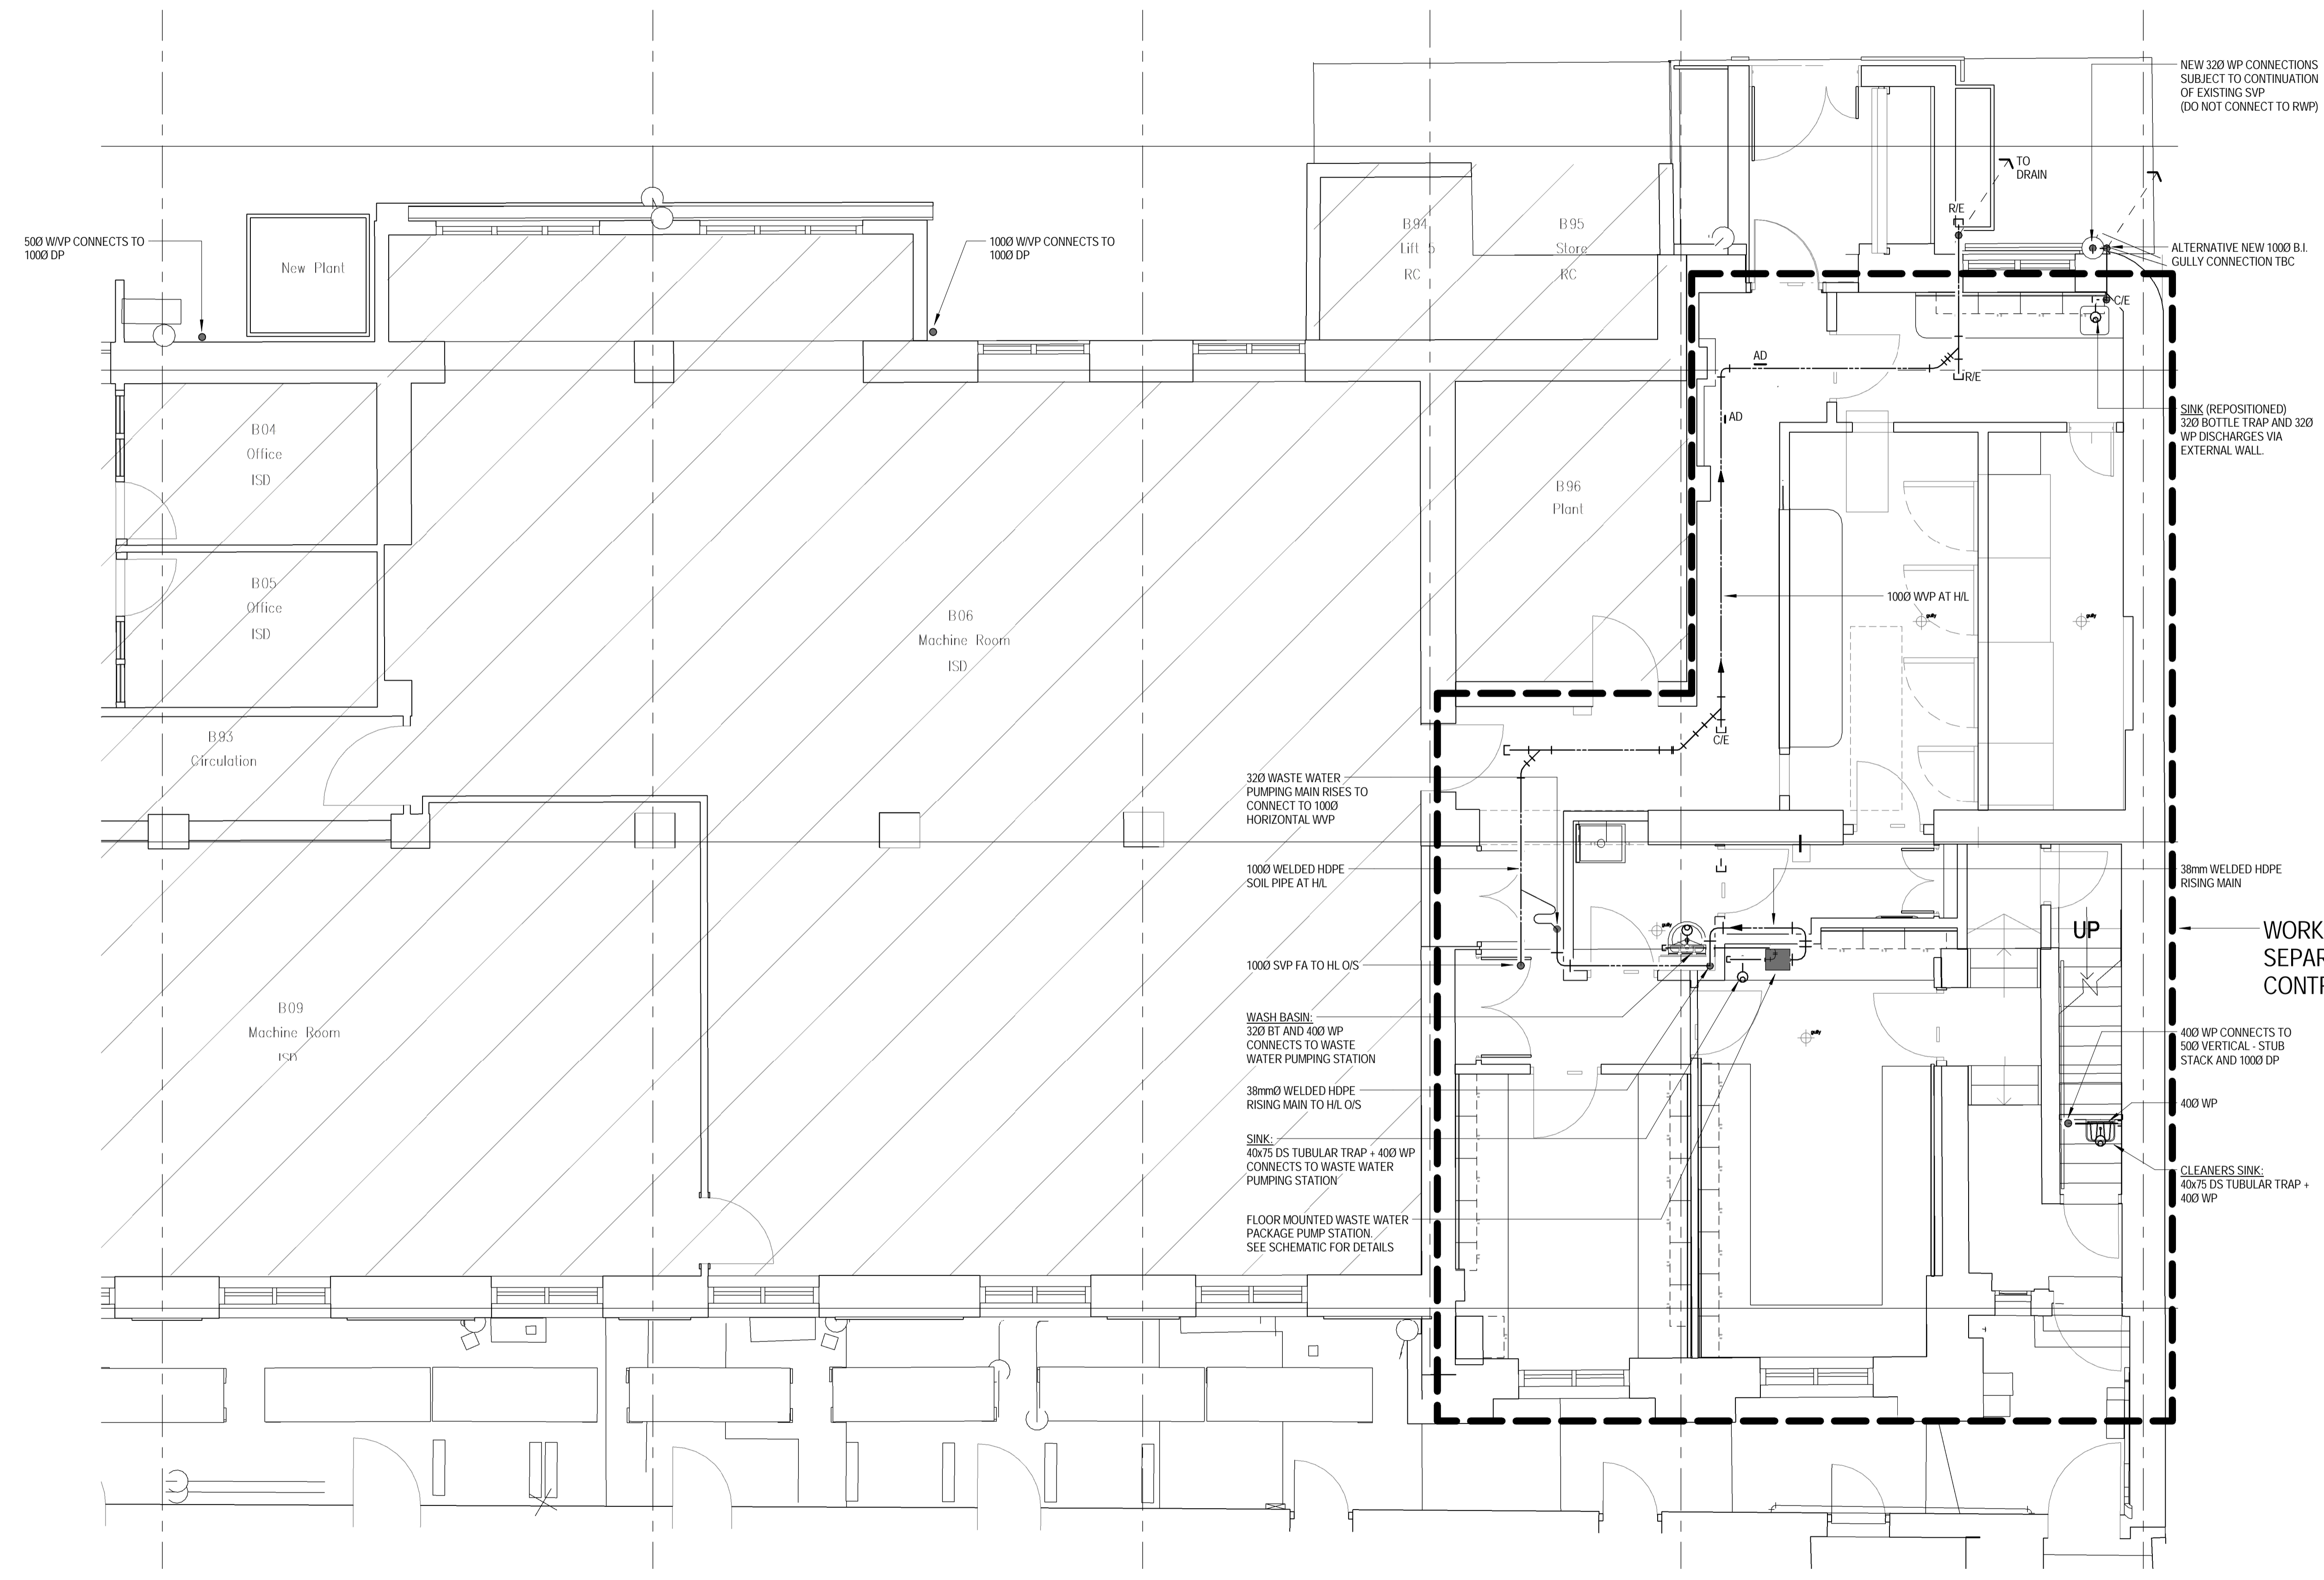 NEW 32Ø WP CONNECTIONS
SUBJECT TO CONTINUATION
OF EXISTING SVP
(DO NOT CONNECT TO RWP)
TO
DRAIN
R/E
50Ø W/VP CONNECTS TO
100Ø DP
New Plant
100Ø W/VP CONNECTS TO
100Ø DP
B94
Lift 5
RC
B95
Store
RC
ALTERNATIVE NEW 100Ø B.I.
GULLY CONNECTION TBC
C/E
AD
R/E
AD
SINK (REPOSITIONED)
32Ø BOTTLE TRAP AND 32Ø
WP DISCHARGES VIA
EXTERNAL WALL.
B04
Office
ISD
B96
Plant
B05
Office
ISD
B06
Machine Room
ISD
100Ø WVP AT H/L
gully
gully
B93
Circulation
C/E
32Ø WASTE WATER
PUMPING MAIN RISES TO
CONNECT TO 100Ø
HORIZONTAL WVP
100Ø WELDED HDPE
SOIL PIPE AT H/L
38mm WELDED HDPE
RISING MAIN
gully
UP
WORK
SEPAR
CONT
100Ø SVP FA TO HL O/S
B09
Machine Room
ISD
WASH BASIN:
32Ø BT AND 40Ø WP
CONNECTS TO WASTE
WATER PUMPING STATION
gully
40Ø WP CONNECTS TO
50Ø VERTICAL - STUB
STACK AND 100Ø DP
38mmØ WELDED HDPE
RISING MAIN TO H/L O/S
40Ø WP
SINK:
40x75 DS TUBULAR TRAP + 40Ø WP
CONNECTS TO WASTE WATER
PUMPING STATION
CLEANERS SINK:
40x75 DS TUBULAR TRAP +
40Ø WP
FLOOR MOUNTED WASTE WATER
PACKAGE PUMP STATION.
SEE SCHEMATIC FOR DETAILS